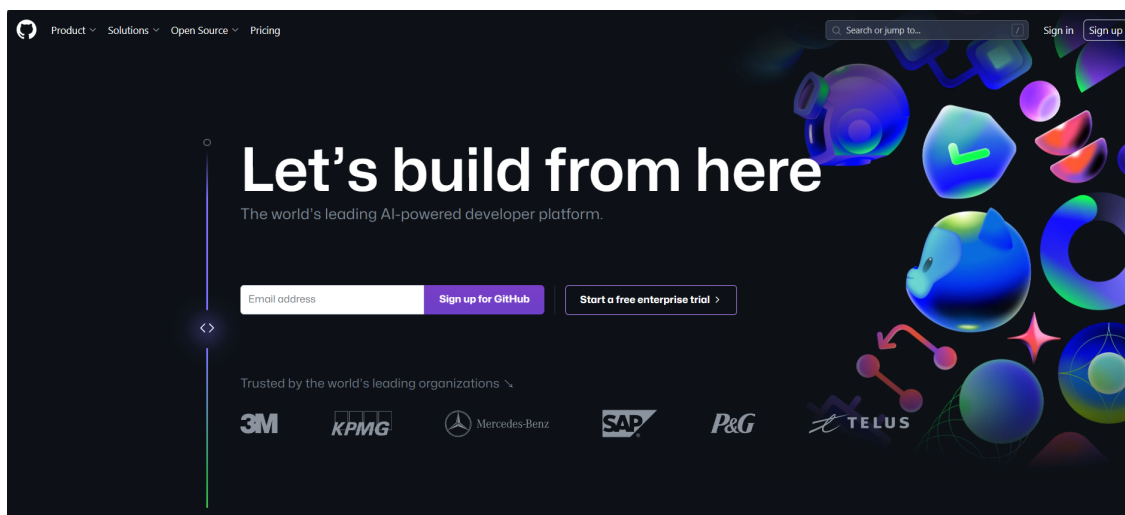 Product Solutions Open Source Pricing Search or jump to... / Sign in Sign up
Let's build from here
The world's leading AI-powered developer platform.
Email address Sign up for GitHub Start a free enterprise trial >
<>
Trusted by the world's leading organizations ↘
3M KPMG Mercedes-Benz SAP P&G TELUS